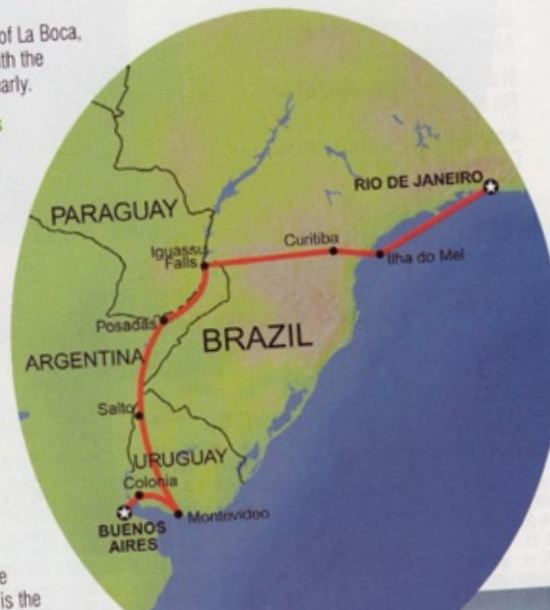 of La Boca,
ith the
arly.
s
RIO DE JANEIRO
PARAGUAY
Iguassu
Falls
Curitiba
Ilha do Mel
Posadas
BRAZIL
ARGENTINA
Salto
URUGUAY
Colonia
BUENOS
AIRES
Montevideo
e
is the